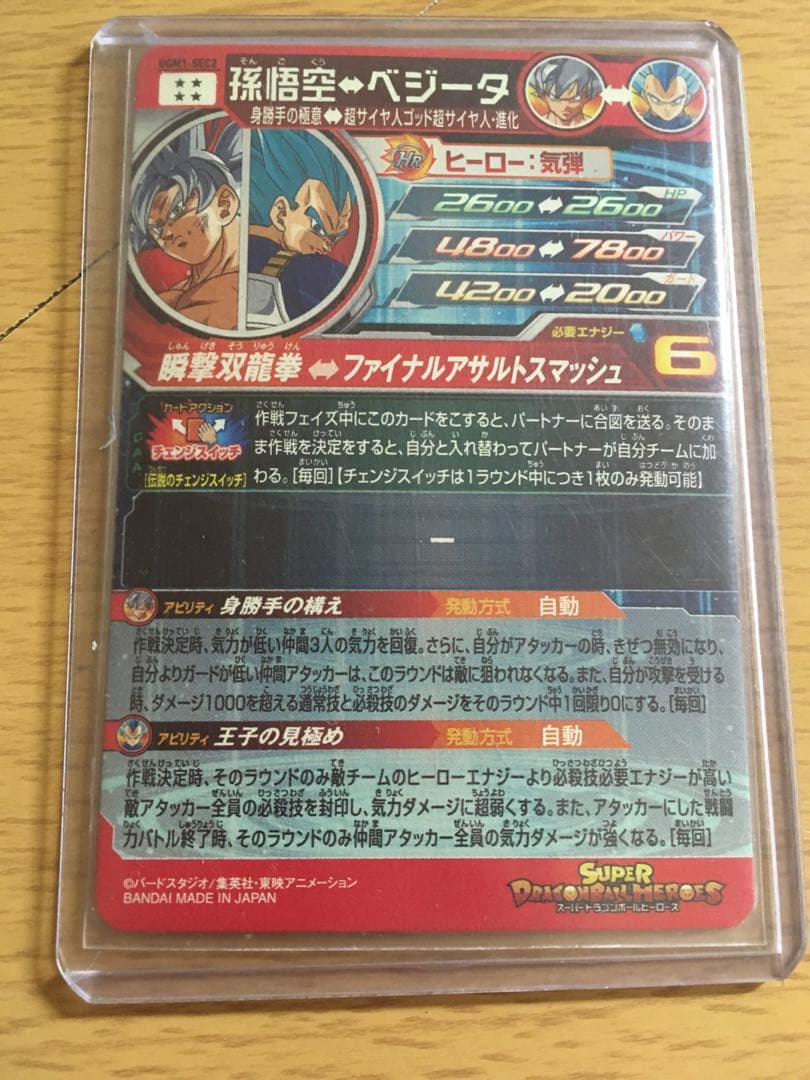 UGM1-SEC2
孫悟空⇔ベジータ
そん ご くう
身勝手の極意⇔超サイヤ人ゴッド超サイヤ人・進化
HR ヒーロー：気弾
HP
2600⇔2600
パワー
4800⇔7800
ガード
4200⇔2000
必要エナジー 6
しゅん げき そう りゅう けん
瞬撃双龍拳⇔ファイナルアサルトスマッシュ
カードアクション
チェンジスイッチ
[伝説のチェンジスイッチ]
CAA
作戦フェイズ中にこのカードをこすると、パートナーに合図を送る。そのま
ま作戦を決定をすると、自分と入れ替わってパートナーが自分チームに加
わる。[毎回]【チェンジスイッチは1ラウンド中につき1枚のみ発動可能】
ー
アビリティ 身勝手の構え 発動方式 自動
作戦決定時、気力が低い仲間3人の気力を回復。さらに、自分がアタッカーの時、きぜつ無効になり、
自分よりガードが低い仲間アタッカーは、このラウンドは敵に狙われなくなる。また、自分が攻撃を受ける
時、ダメージ1000を超える通常技と必殺技のダメージをそのラウンド中1回限り0にする。[毎回]
アビリティ 王子の見極め 発動方式 自動
作戦決定時、そのラウンドのみ敵チームのヒーローエナジーより必殺技必要エナジーが高い
敵アタッカー全員の必殺技を封印し、気力ダメージに超弱くする。また、アタッカーにした戦闘
力バトル終了時、そのラウンドのみ仲間アタッカー全員の気力ダメージが強くなる。[毎回]
©バードスタジオ/集英社・東映アニメーション
BANDAI MADE IN JAPAN
SUPER
DRAGONBALL HEROES
スーパードラゴンボールヒーローズ